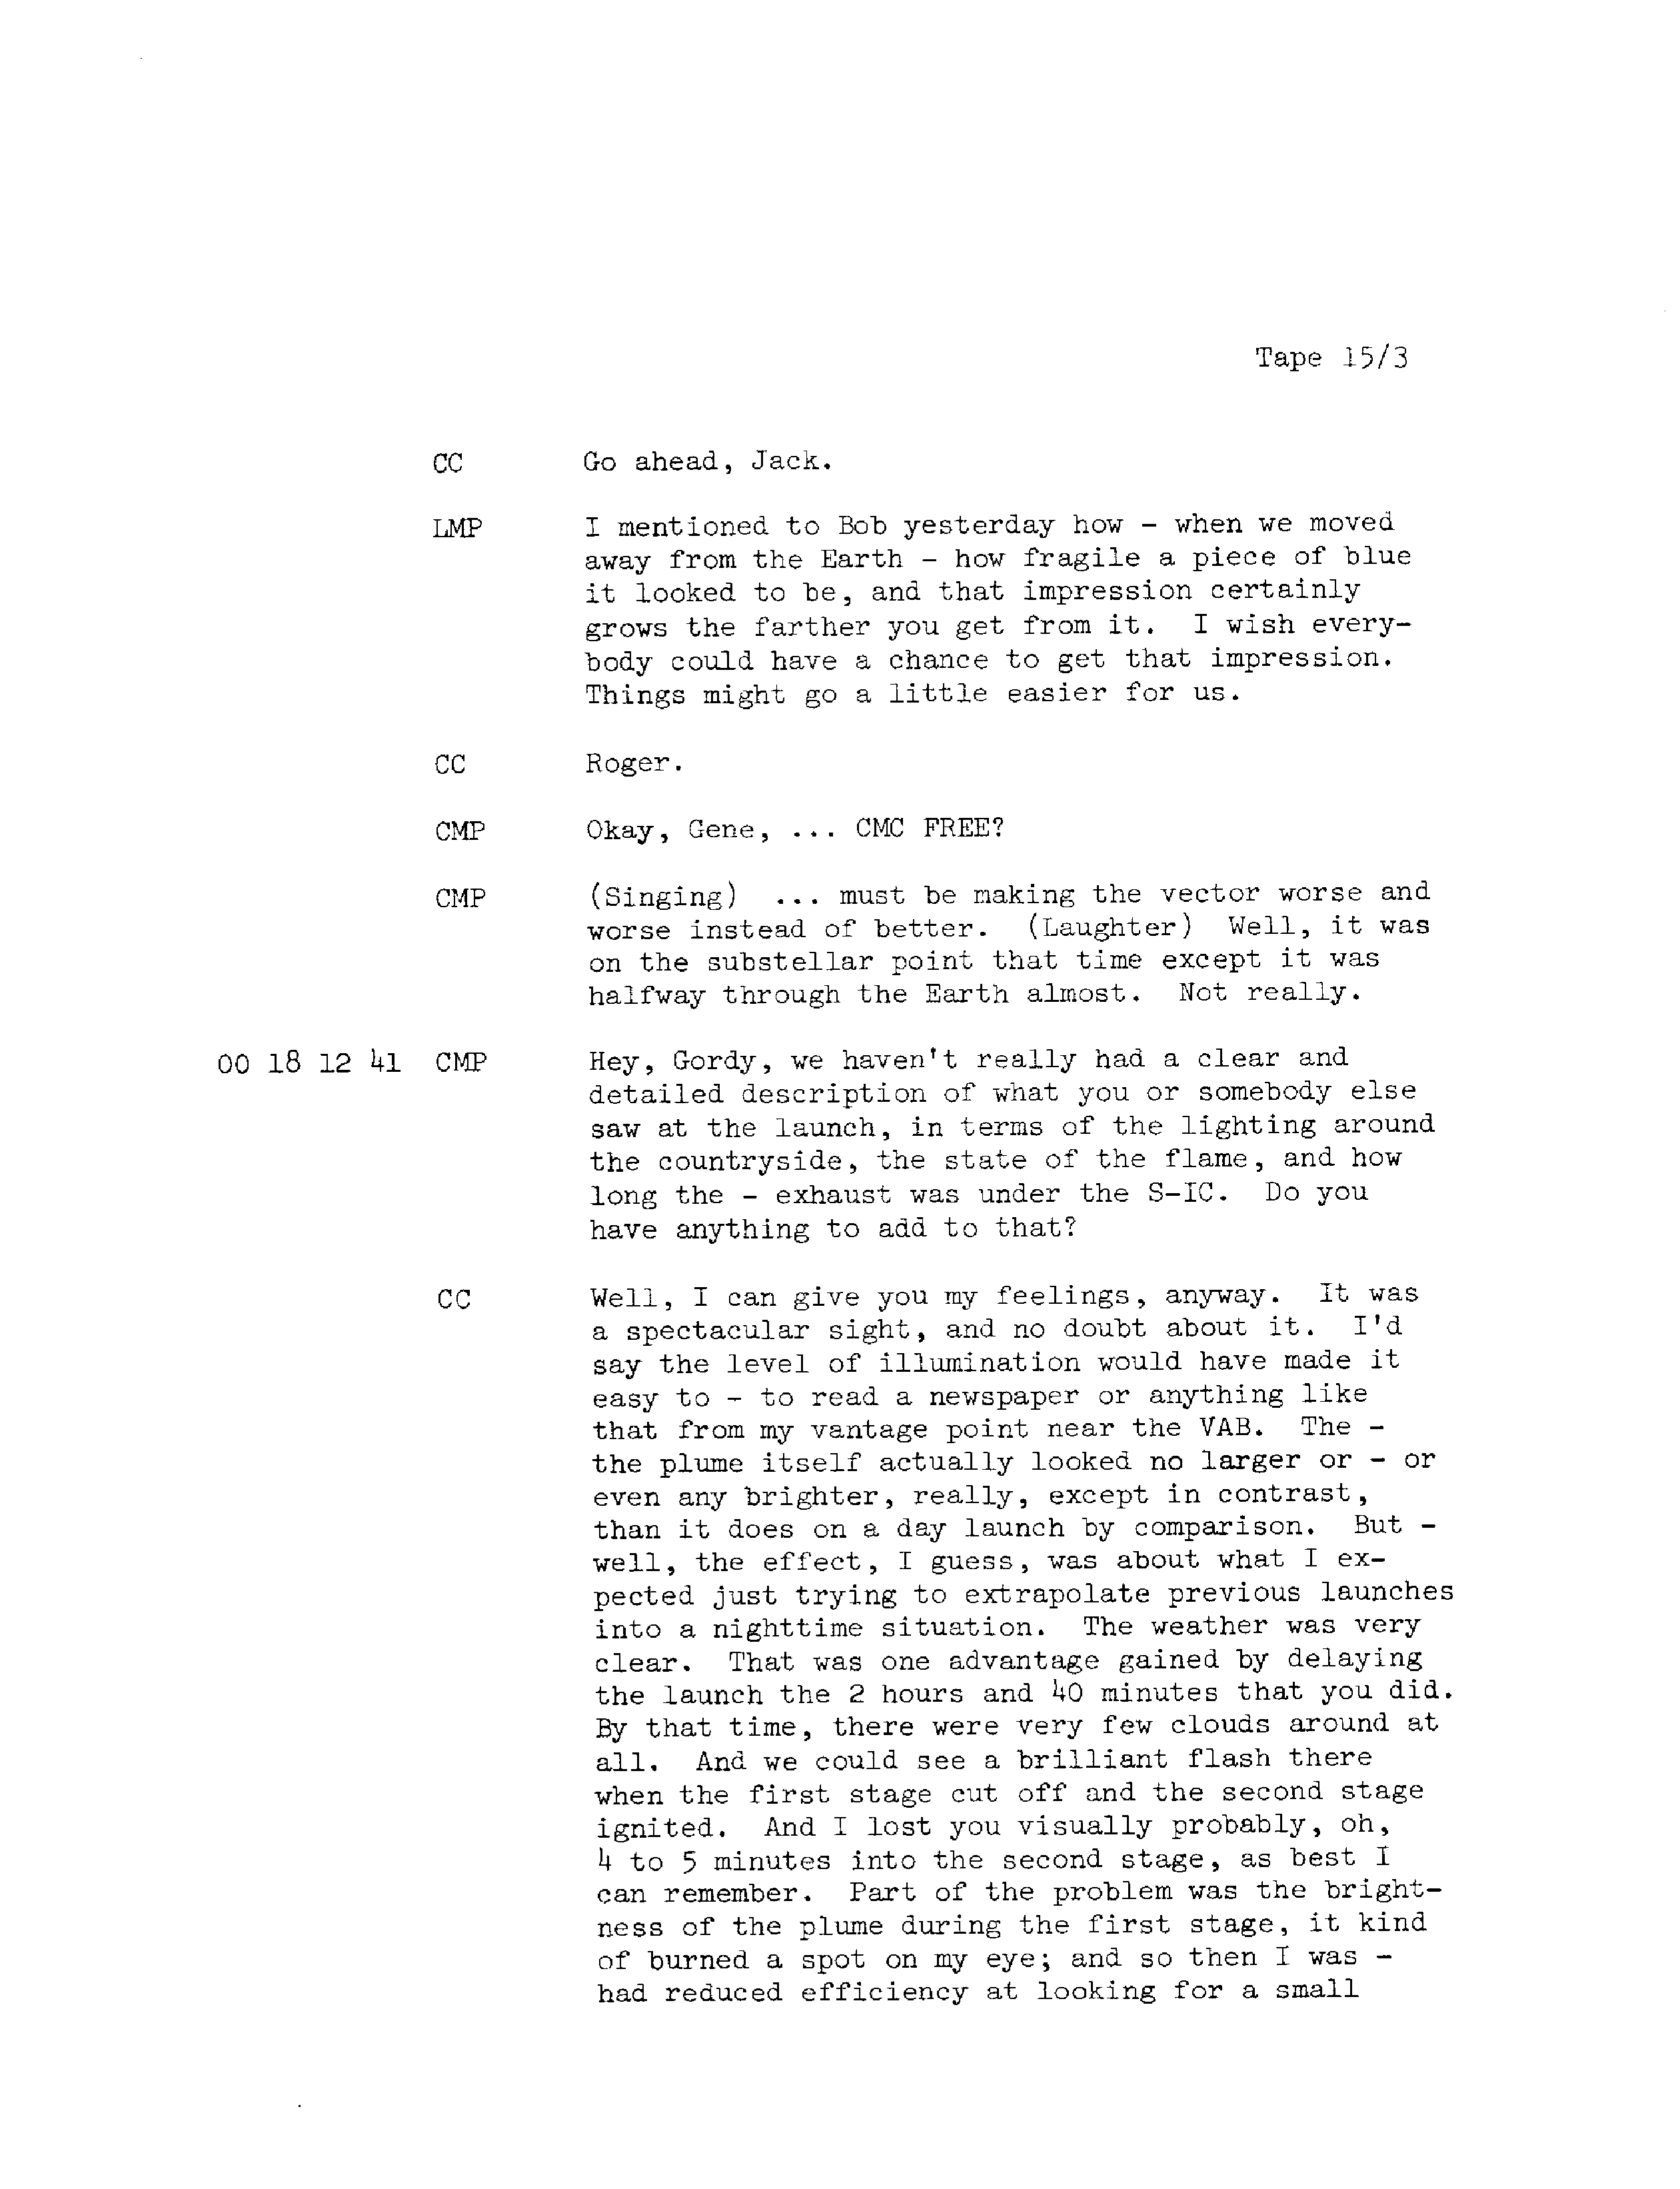 Tape 15/3
CC Go ahead, Jack.
LMP I mentioned to Bob yesterday how - when we moved
away from the Earth - how fragile a piece of blue
it looked to be, and that impression certainly
grows the farther you get from it. I wish every-
body could have a chance to get that impression.
Things might go a little easier for us.
CC Roger.
CMP Okay, Gene, ... CMC FREE?
CMP (Singing) ... must be making the vector worse and
worse instead of better. (Laughter) Well, it was
on the substellar point that time except it was
halfway through the Earth almost. Not really.
00 18 12 41 CMP Hey, Gordy, we haven't really had a clear and
detailed description of what you or somebody else
saw at the launch, in terms of the lighting around
the countryside, the state of the flame, and how
long the - exhaust was under the S-IC. Do you
have anything to add to that?
CC Well, I can give you my feelings, anyway. It was
a spectacular sight, and no doubt about it. I'd
say the level of illumination would have made it
easy to - to read a newspaper or anything like
that from my vantage point near the VAB. The -
the plume itself actually looked no larger or - or
even any brighter, really, except in contrast,
than it does on a day launch by comparison. But -
well, the effect, I guess, was about what I ex-
pected just trying to extrapolate previous launches
into a nighttime situation. The weather was very
clear. That was one advantage gained by delaying
the launch the 2 hours and 40 minutes that you did.
By that time, there were very few clouds around at
all. And we could see a brilliant flash there
when the first stage cut off and the second stage
ignited. And I lost you visually probably, oh,
4 to 5 minutes into the second stage, as best I
can remember. Part of the problem was the bright-
ness of the plume during the first stage, it kind
of burned a spot on my eye; and so then I was -
had reduced efficiency at looking for a small